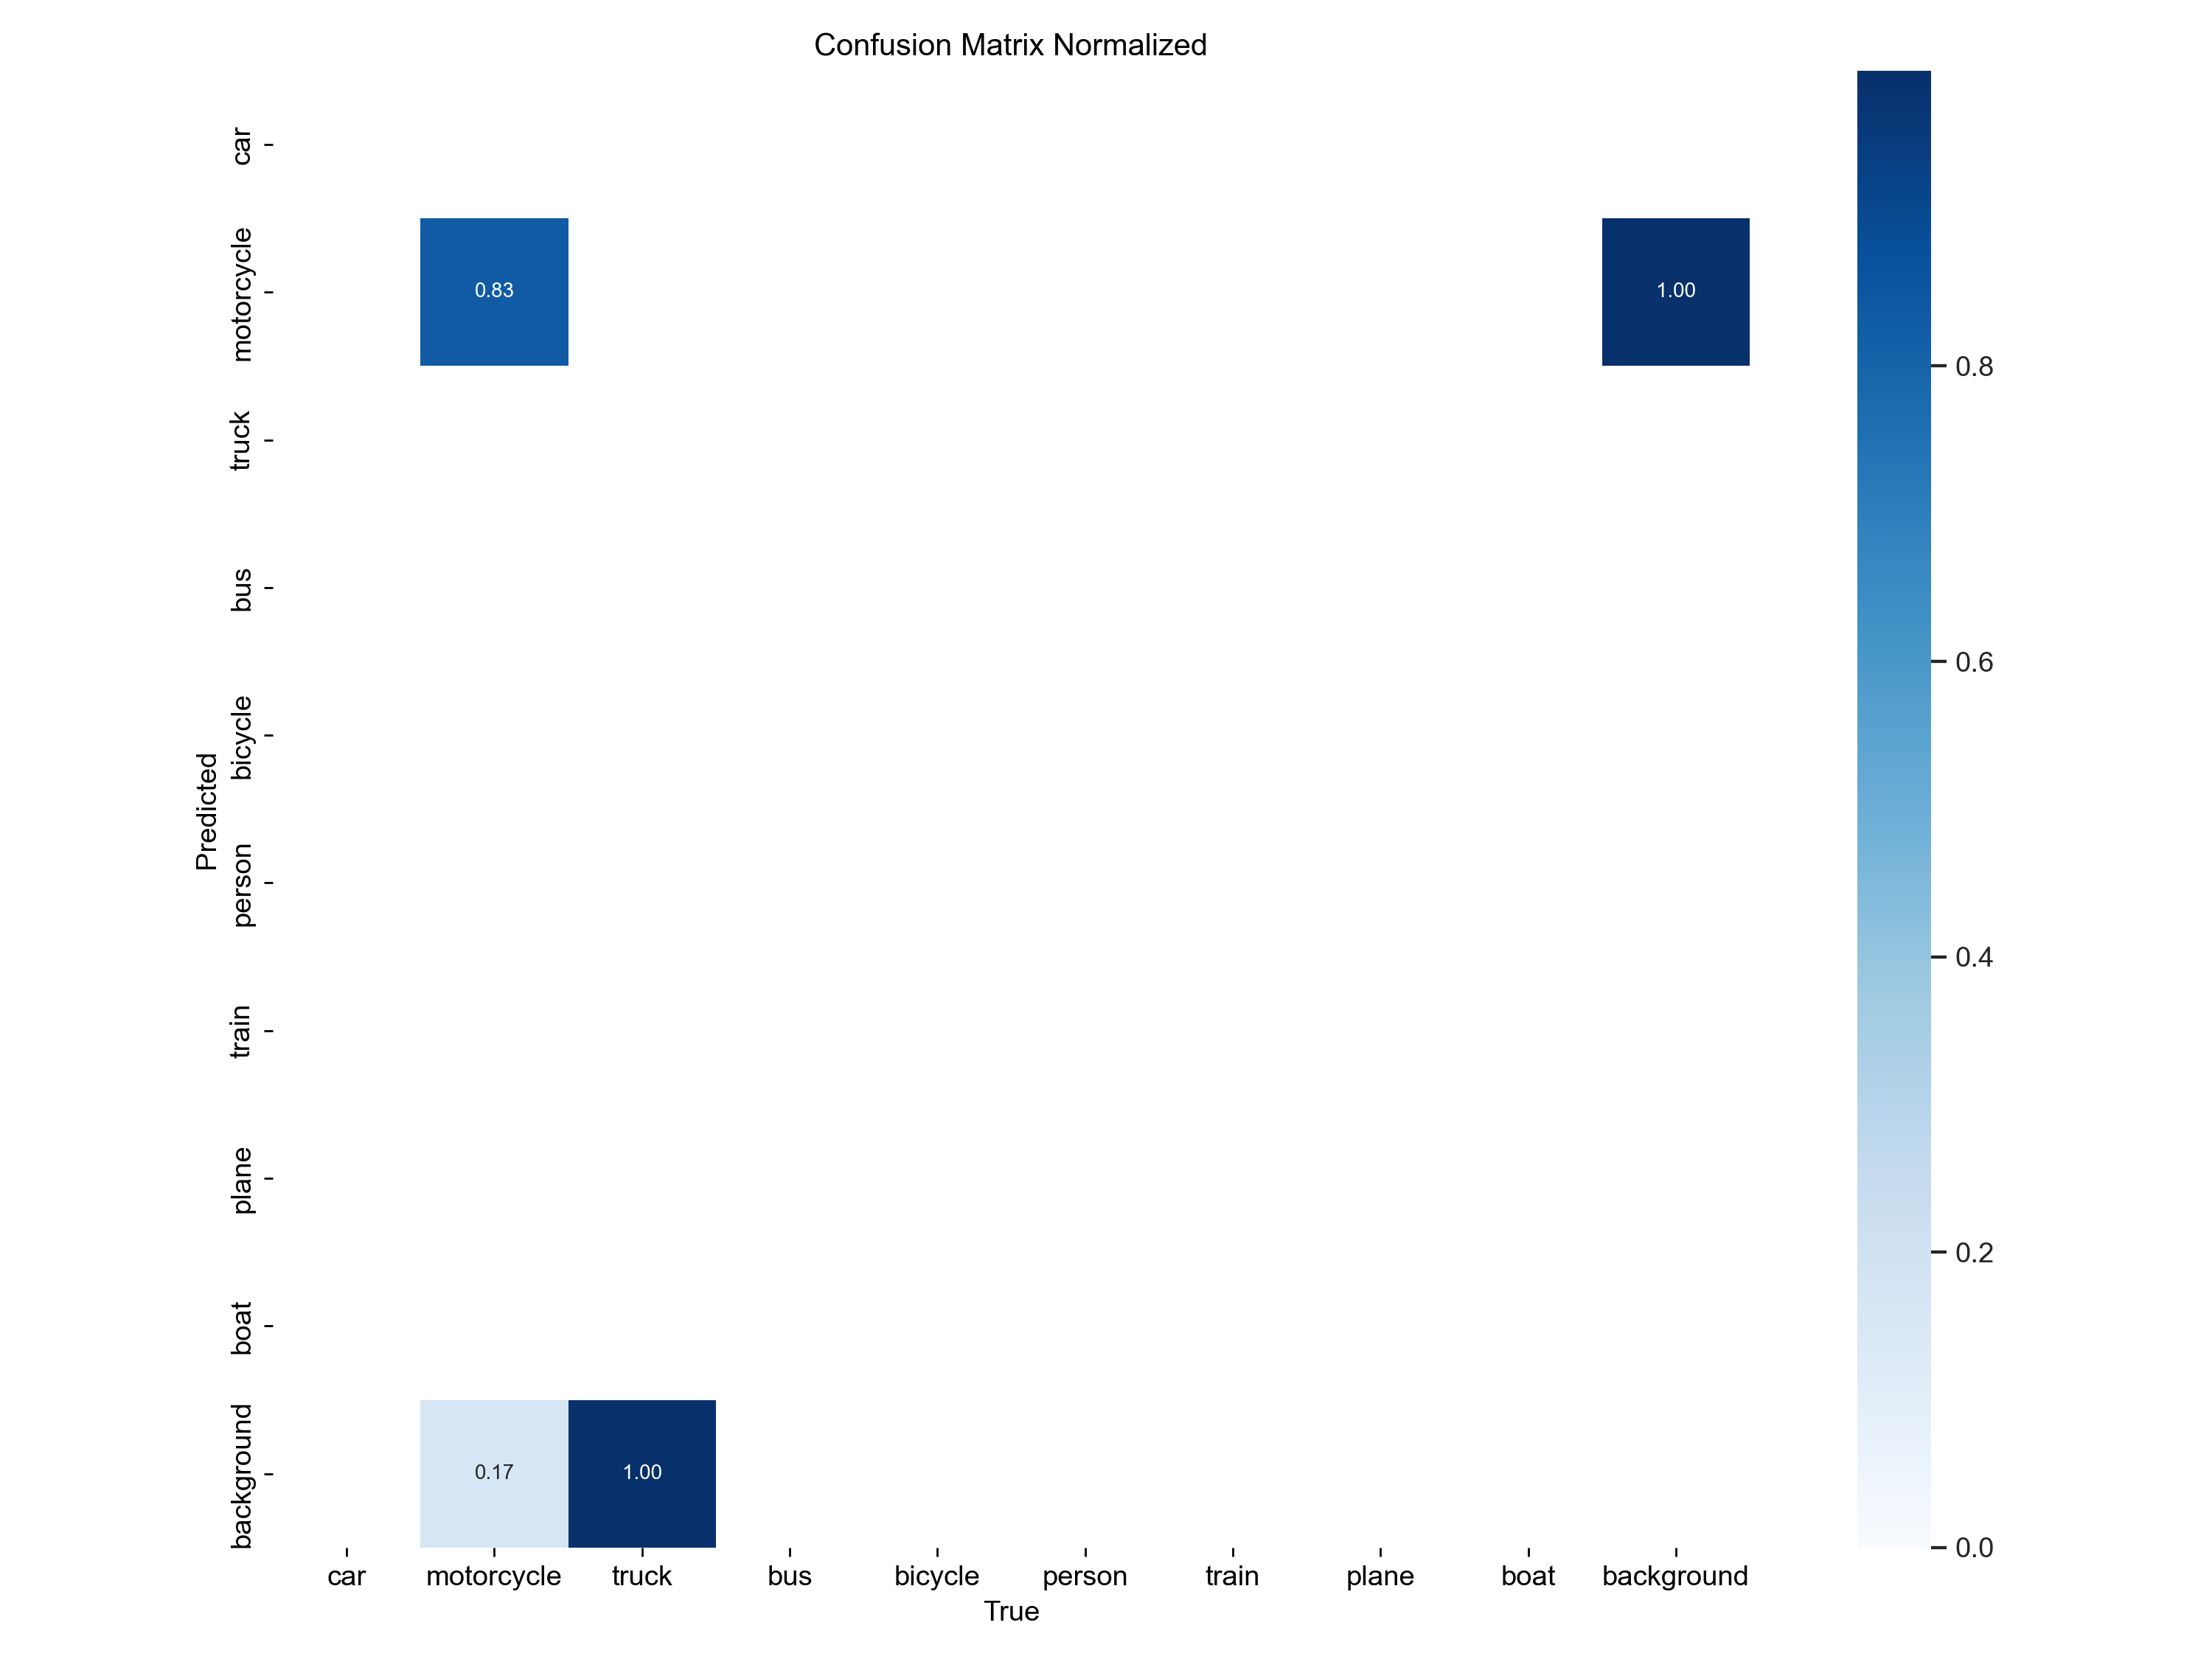 Confusion Matrix Normalized
car
motorcycle
truck
bus
bicycle
person
train
plane
boat
background
Predicted
0.83
1.00
0.17
1.00
car motorcycle truck bus bicycle person train plane boat background
True
0.8
0.6
0.4
0.2
0.0